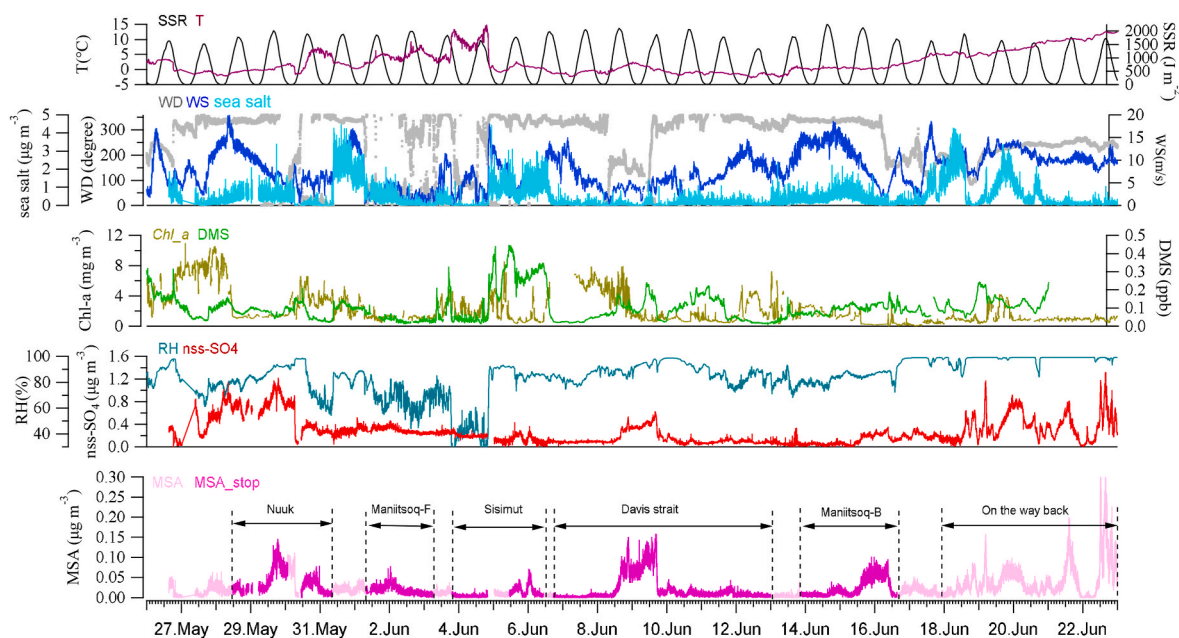 SSR T
15
10
5
0
-5
T(°C)
2000
1500
1000
500
0
SSR (J m⁻²)
WD WS sea salt
5
4
3
2
1
0
sea salt (µg m⁻³)
300
200
100
0
WD (degree)
20
15
10
5
0
WS(m/s)
Chl_a DMS
12
8
4
0
Chl-a (mg m⁻³)
0.5
0.4
0.3
0.2
0.1
0.0
DMS (ppb)
RH nss-SO4
100
80
60
40
RH(%)
1.6
1.2
0.8
0.4
0.0
nss-SO₄ (µg m⁻³)
MSA MSA_stop
0.30
0.25
0.20
0.15
0.10
0.05
0.00
MSA (µg m⁻³)
Nuuk
Maniitsoq-F
Sisimut
Davis strait
Maniitsoq-B
On the way back
27.May 29.May 31.May 2.Jun 4.Jun 6.Jun 8.Jun 10.Jun 12.Jun 14.Jun 16.Jun 18.Jun 20.Jun 22.Jun